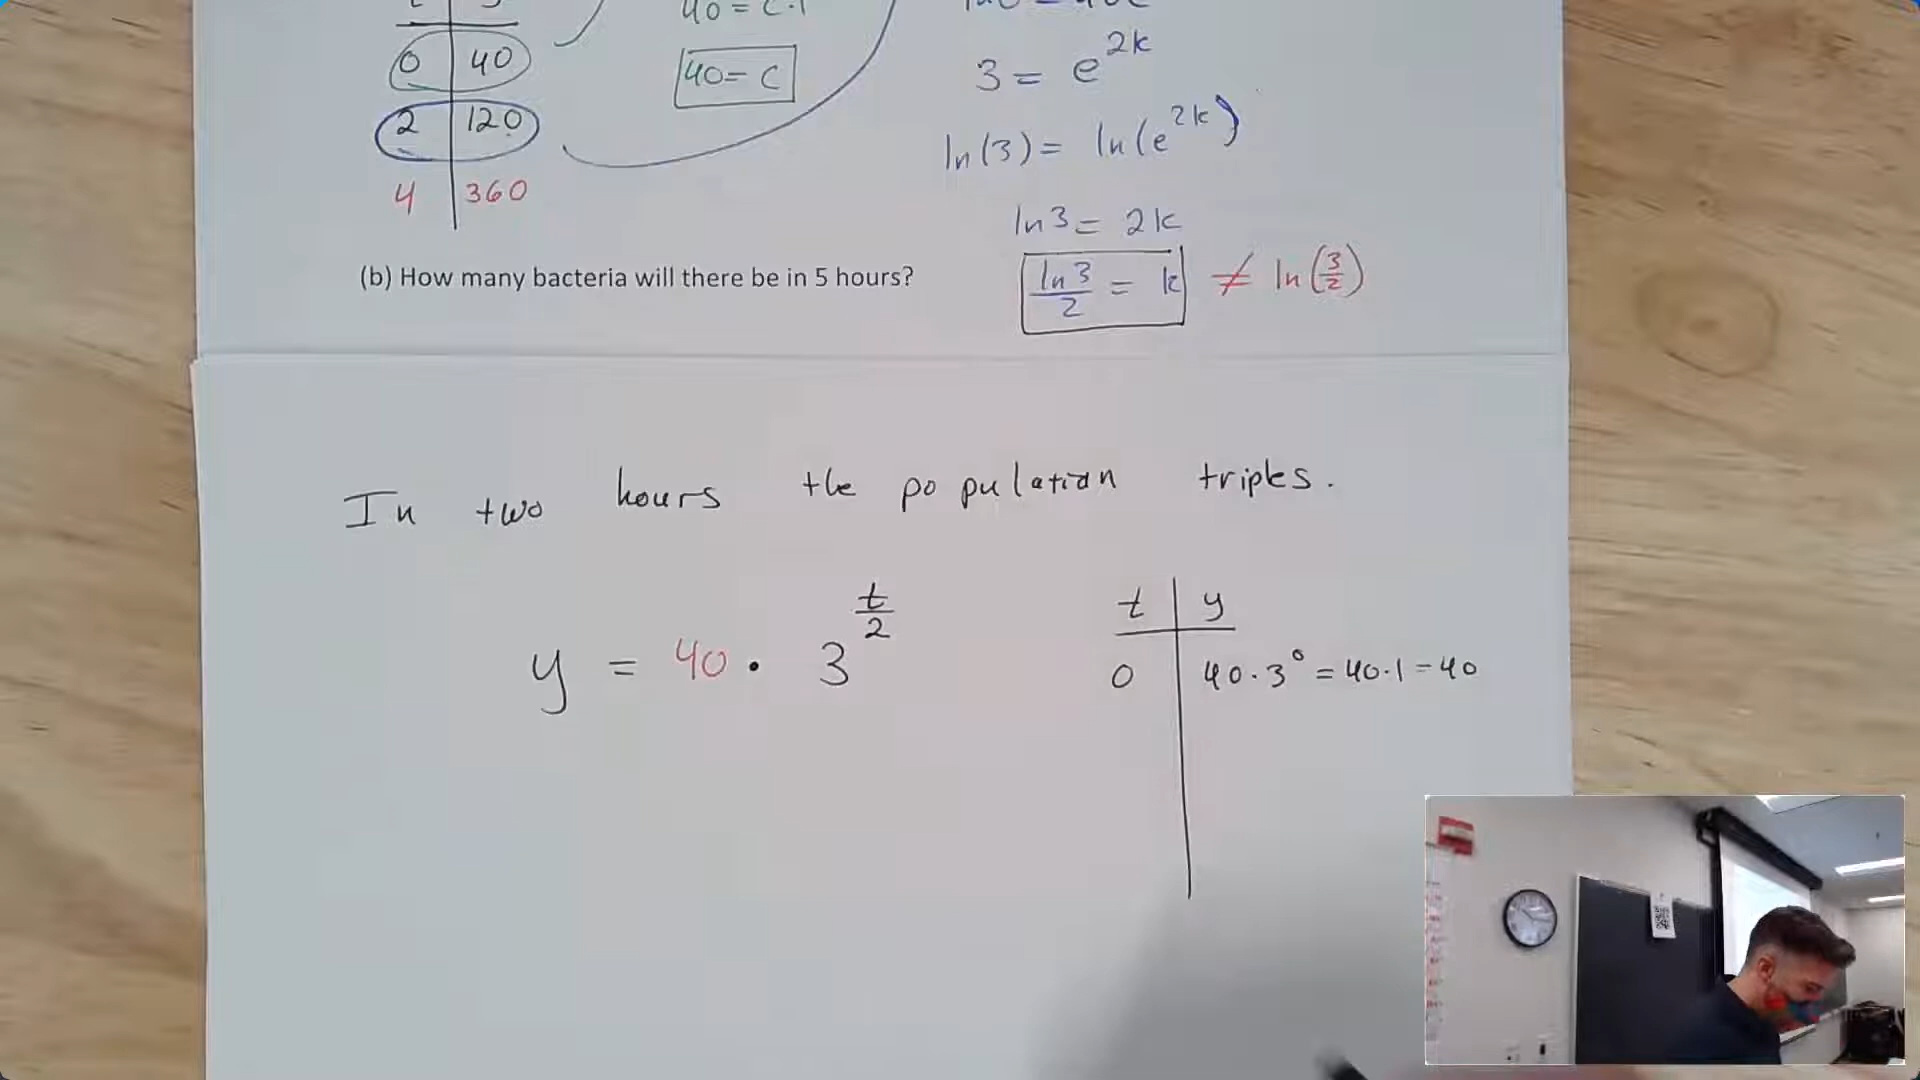 40 = C · 1
0 | 40
40 = C
3 = e^{2k}
2 | 120
ln(3) = ln(e^{2k})
4 | 360
ln3 = 2k
(b) How many bacteria will there be in 5 hours?
ln3/2 = k ≠ ln(3/2)
In two hours the population triples.
y = 40 · 3^{t/2}
t | y
0 | 40 · 3° = 40 · 1 = 40